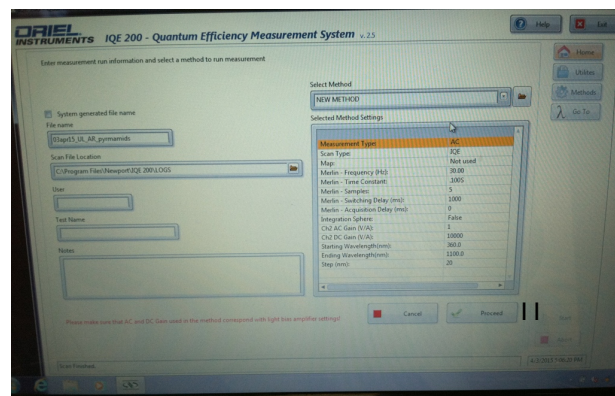 ORIEL
INSTRUMENTS IQE 200 - Quantum Efficiency Measurement System v. 2.5
Help
Exit
Enter measurement run information and select a method to run measurement
Home
Utilities
Methods
λ Go To
Select Method
NEW METHOD
System generated file name
File name
03apr15_UL_AR_pyrmamids
Scan File Location
C:\Program Files\Newport\IQE 200\LOGS
User
Test Name
Notes
Selected Method Settings
Measurement Type: AC
Scan Type: IQE
Map: Not used
Merlin - Frequency (Hz): 30.00
Merlin - Time Constant: .100S
Merlin - Samples: 5
Merlin - Switching Delay (ms): 1000
Merlin - Acquisition Delay (ms): 0
Integration Sphere: False
Ch2 AC Gain (V/A): 1
Ch2 DC Gain (V/A): 10000
Starting Wavelength(nm): 360.0
Ending Wavelength(nm): 1100.0
Step (nm): 20
Please make sure that AC and DC Gain used in the method correspond with light bias amplifier settings!
Cancel
Proceed
Start
Scan Finished.